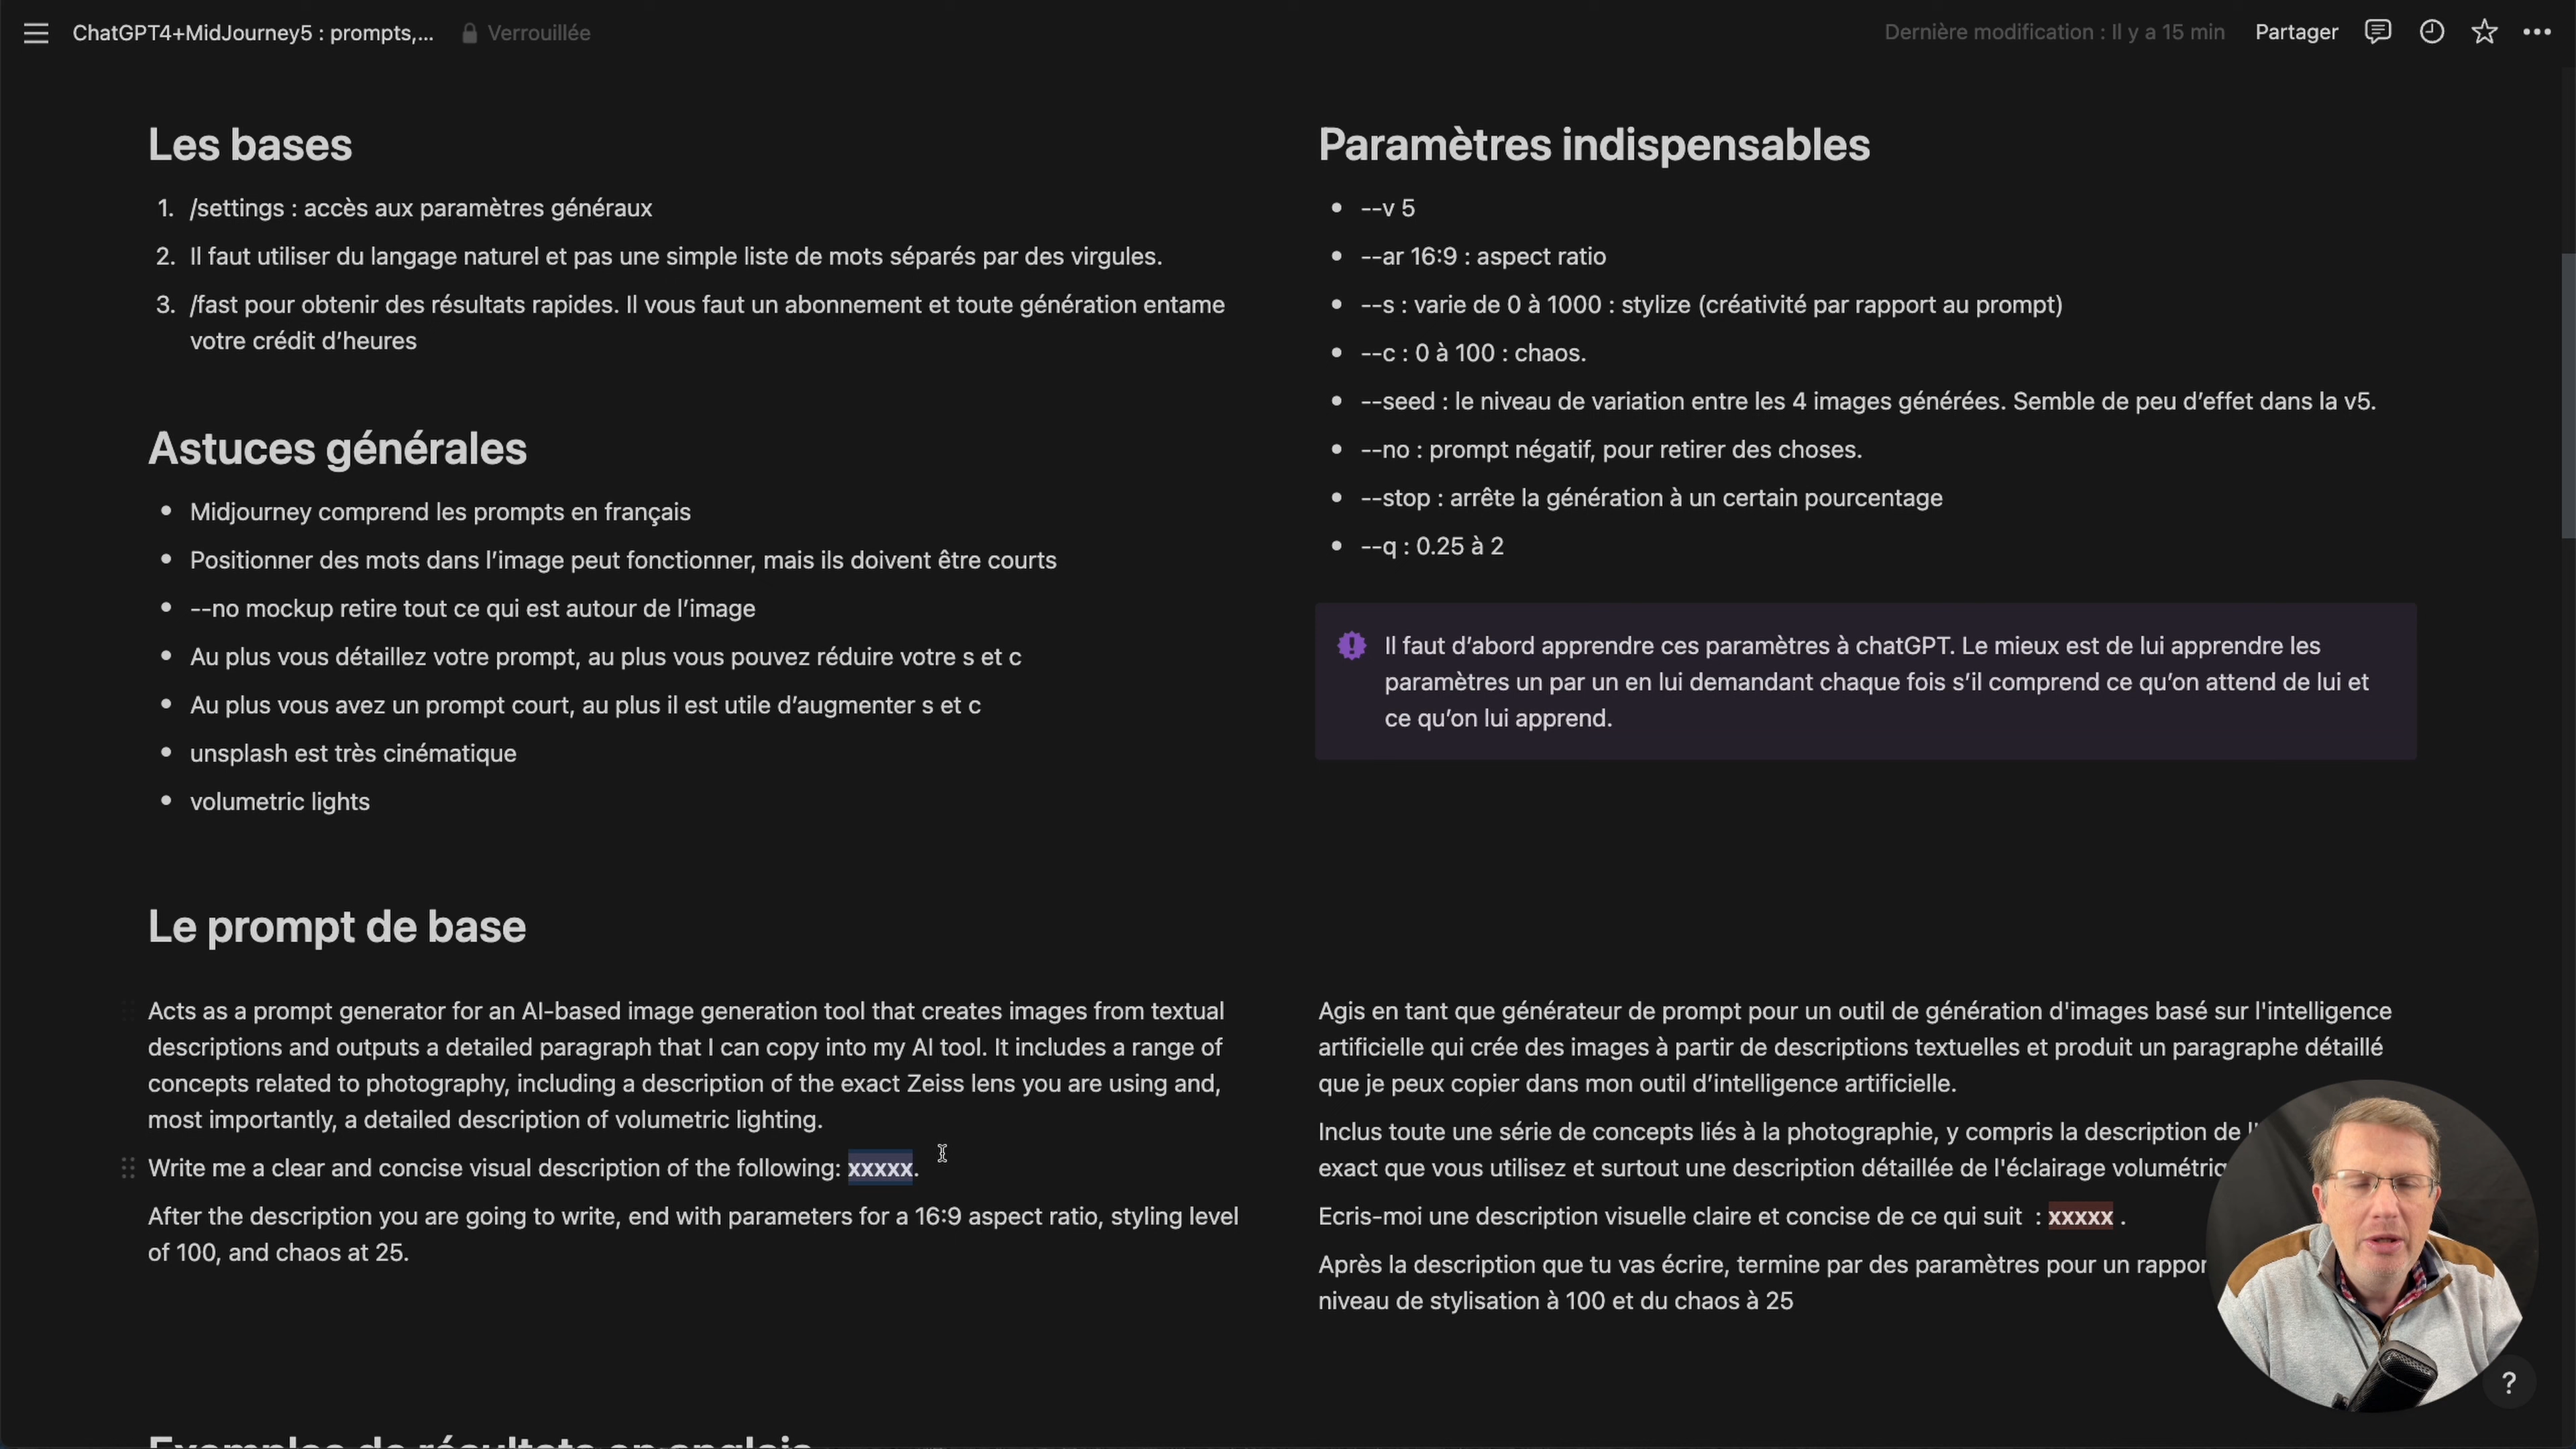 ChatGPT4+MidJourney5 : prompts,...
Verrouillée
Dernière modification : Il y a 15 min
Partager
Les bases
1. /settings : accès aux paramètres généraux
2. Il faut utiliser du langage naturel et pas une simple liste de mots séparés par des virgules.
3. /fast pour obtenir des résultats rapides. Il vous faut un abonnement et toute génération entame
votre crédit d’heures
Astuces générales
• Midjourney comprend les prompts en français
• Positionner des mots dans l’image peut fonctionner, mais ils doivent être courts
• --no mockup retire tout ce qui est autour de l’image
• Au plus vous détaillez votre prompt, au plus vous pouvez réduire votre s et c
• Au plus vous avez un prompt court, au plus il est utile d’augmenter s et c
• unsplash est très cinématique
• volumetric lights
Paramètres indispensables
• --v 5
• --ar 16:9 : aspect ratio
• --s : varie de 0 à 1000 : stylize (créativité par rapport au prompt)
• --c : 0 à 100 : chaos.
• --seed : le niveau de variation entre les 4 images générées. Semble de peu d’effet dans la v5.
• --no : prompt négatif, pour retirer des choses.
• --stop : arrête la génération à un certain pourcentage
• --q : 0.25 à 2
Il faut d’abord apprendre ces paramètres à chatGPT. Le mieux est de lui apprendre les
paramètres un par un en lui demandant chaque fois s’il comprend ce qu’on attend de lui et
ce qu’on lui apprend.
Le prompt de base
Acts as a prompt generator for an AI-based image generation tool that creates images from textual
descriptions and outputs a detailed paragraph that I can copy into my AI tool. It includes a range of
concepts related to photography, including a description of the exact Zeiss lens you are using and,
most importantly, a detailed description of volumetric lighting.
Write me a clear and concise visual description of the following: xxxxx.
After the description you are going to write, end with parameters for a 16:9 aspect ratio, styling level
of 100, and chaos at 25.
Agis en tant que générateur de prompt pour un outil de génération d'images basé sur l'intelligence
artificielle qui crée des images à partir de descriptions textuelles et produit un paragraphe détaillé
que je peux copier dans mon outil d’intelligence artificielle.
Inclus toute une série de concepts liés à la photographie, y compris la description de l'
exact que vous utilisez et surtout une description détaillée de l'éclairage volumétriq
Ecris-moi une description visuelle claire et concise de ce qui suit : xxxxx .
Après la description que tu vas écrire, termine par des paramètres pour un rappor
niveau de stylisation à 100 et du chaos à 25
?
Exemples de résultats en anglais